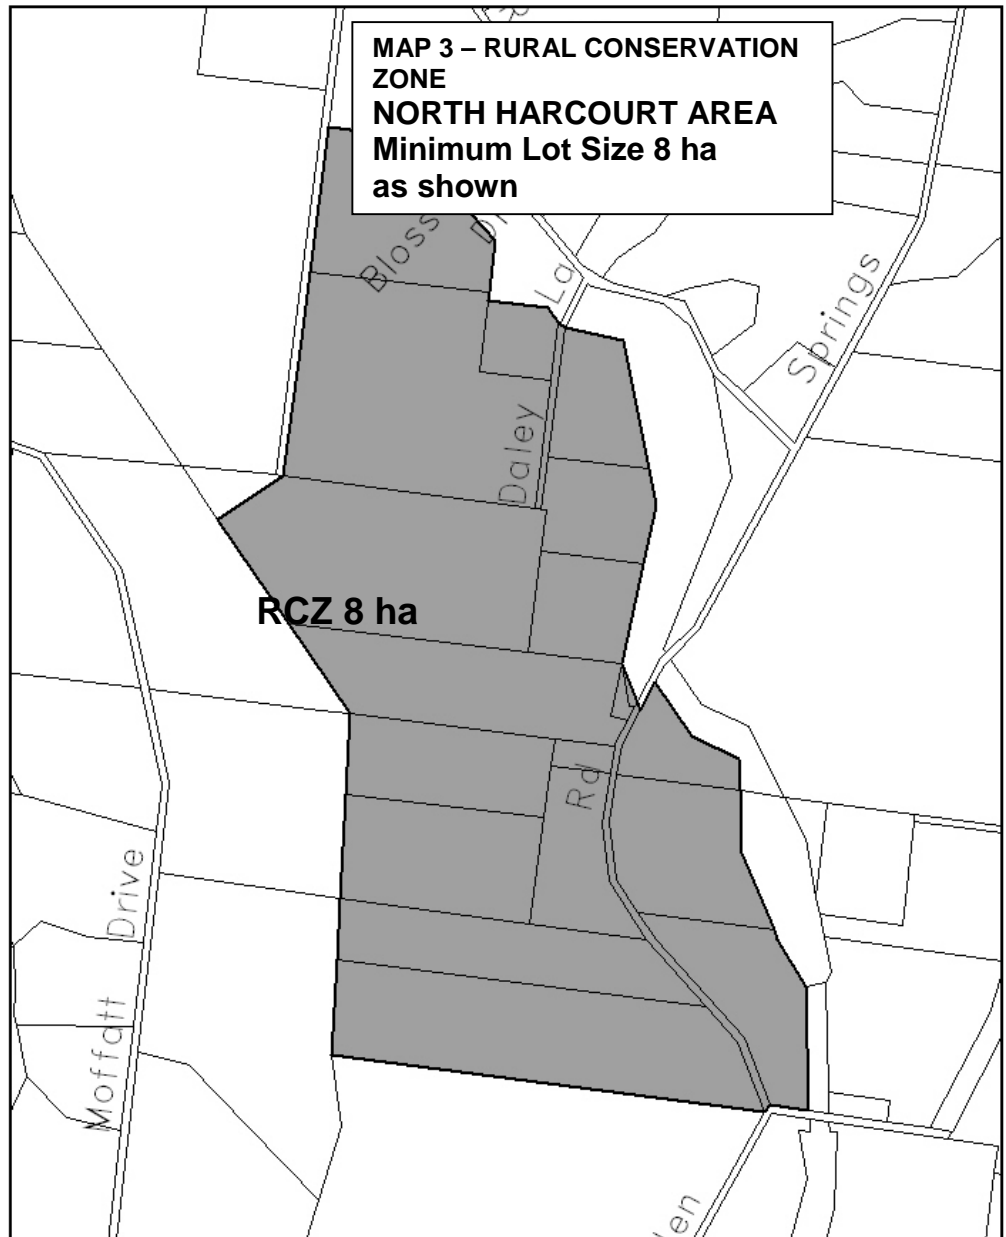 MAP 3 – RURAL CONSERVATION
ZONE
NORTH HARCOURT AREA
Minimum Lot Size 8 ha
as shown
La
Springs
Daley
RCZ 8 ha
Rd
Moffatt Drive